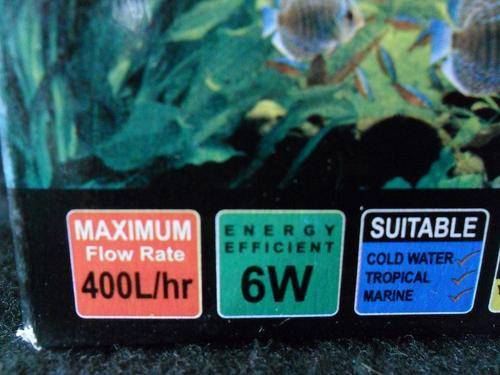 MAXIMUM
Flow Rate
400L/hr
ENERGY
EFFICIENT
6W
SUITABLE
COLD WATER
TROPICAL
MARINE